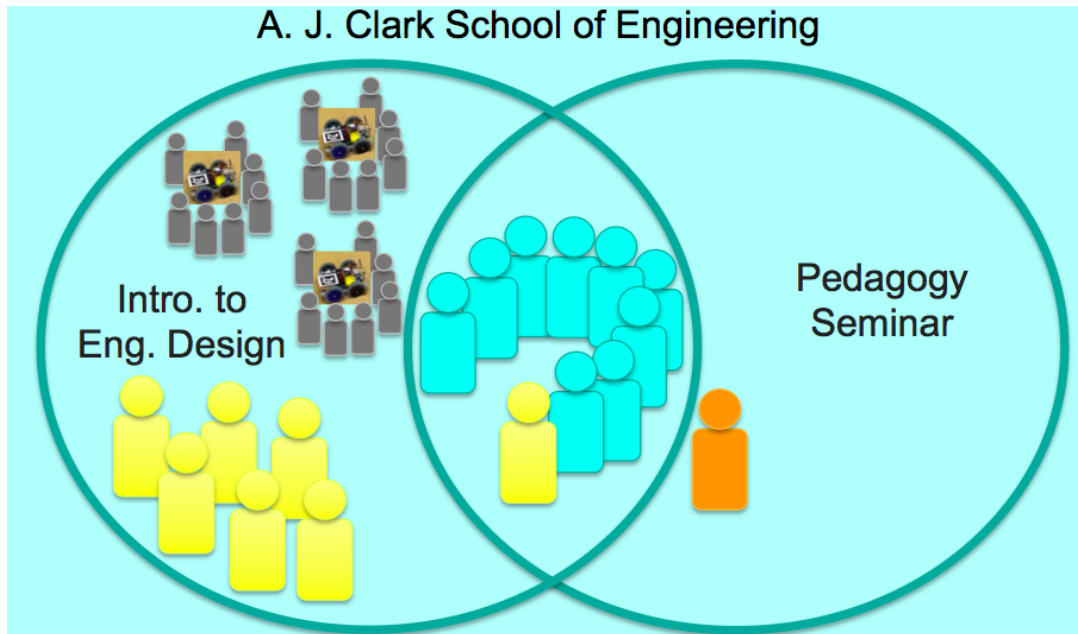 A. J. Clark School of Engineering
Intro. to
Eng. Design
Pedagogy
Seminar